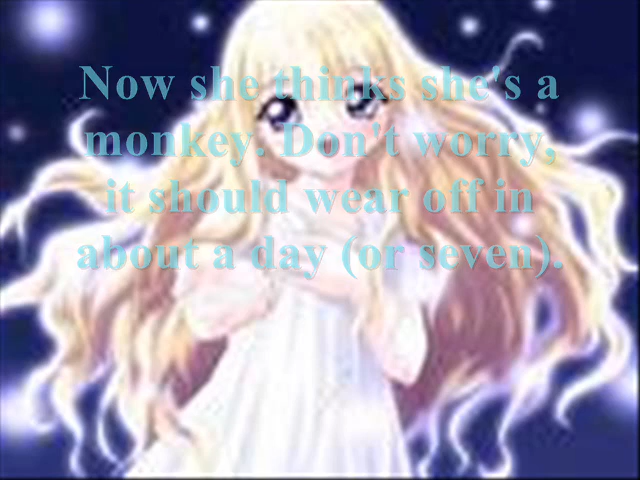 Now she thinks she's a
monkey. Don't worry,
it should wear off in
about a day (or seven).